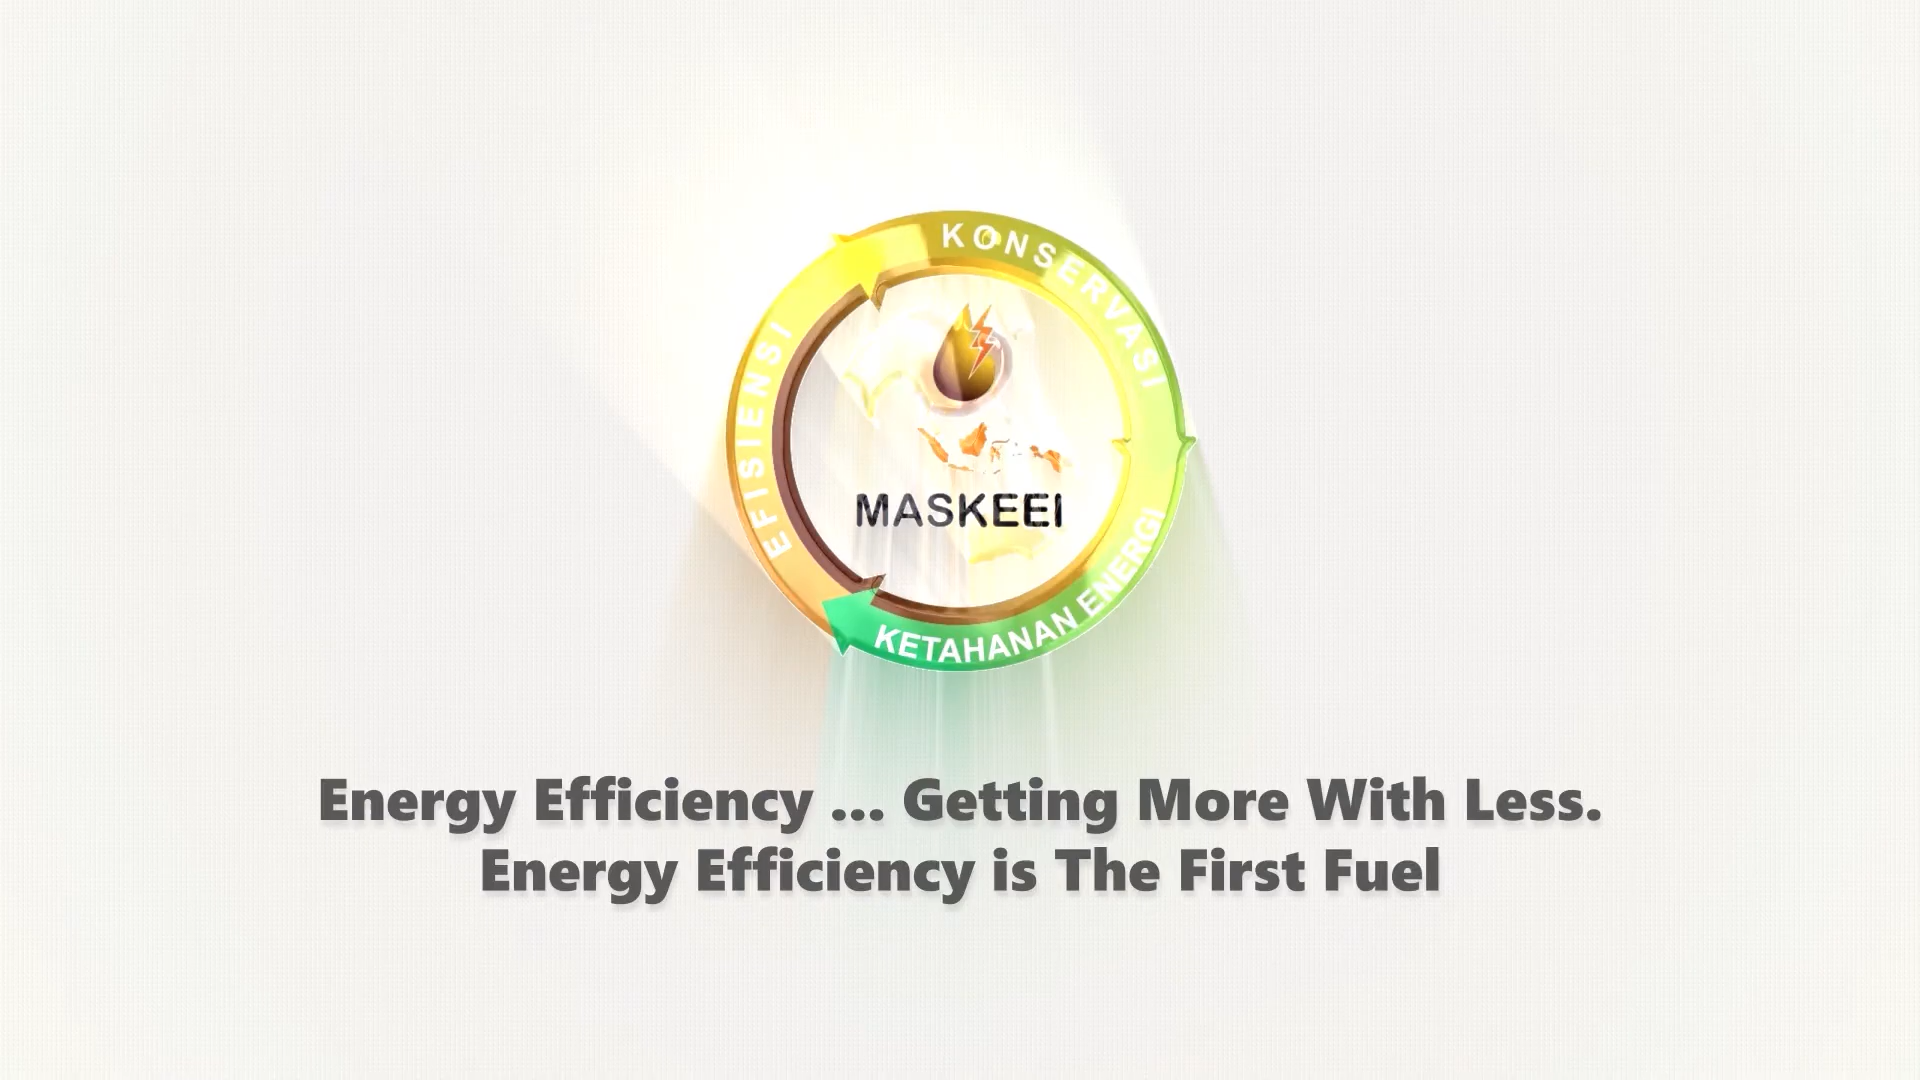 KONSERVASI
EFISIENSI
MASKEEI
KETAHANAN ENERGI
Energy Efficiency ... Getting More With Less.
Energy Efficiency is The First Fuel